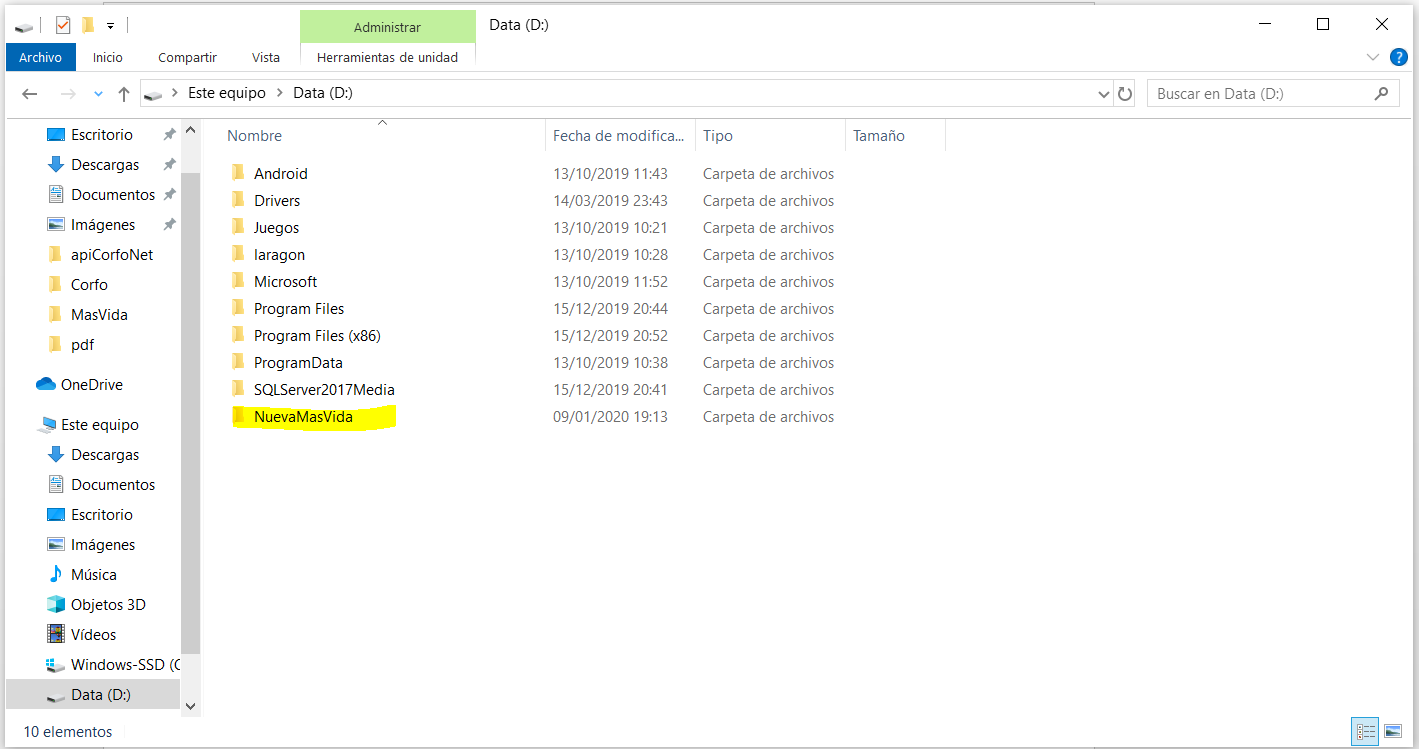 Administrar Data (D:)
Archivo Inicio Compartir Vista Herramientas de unidad ?
Este equipo > Data (D:) Buscar en Data (D:)
Escritorio
Descargas
Documentos
Imágenes
apiCorfoNet
Corfo
MasVida
pdf
OneDrive
Este equipo
Descargas
Documentos
Escritorio
Imágenes
Música
Objetos 3D
Vídeos
Windows-SSD (C
Data (D:)
Nombre Fecha de modifica... Tipo Tamaño
Android 13/10/2019 11:43 Carpeta de archivos
Drivers 14/03/2019 23:43 Carpeta de archivos
Juegos 13/10/2019 10:21 Carpeta de archivos
laragon 13/10/2019 10:28 Carpeta de archivos
Microsoft 13/10/2019 11:52 Carpeta de archivos
Program Files 15/12/2019 20:44 Carpeta de archivos
Program Files (x86) 15/12/2019 20:52 Carpeta de archivos
ProgramData 13/10/2019 10:38 Carpeta de archivos
SQLServer2017Media 15/12/2019 20:41 Carpeta de archivos
NuevaMasVida 09/01/2020 19:13 Carpeta de archivos
10 elementos